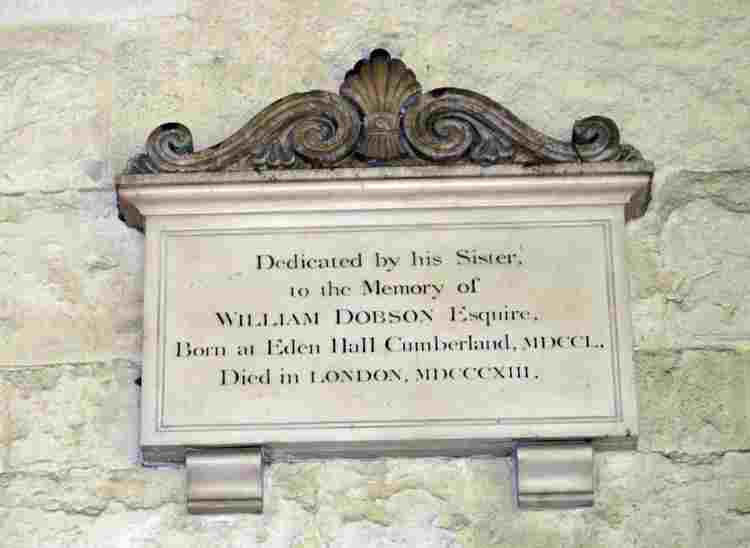 Dedicated by his Sister,
to the Memory of
WILLIAM DOBSON Esquire,
Born at Eden Hall Cumberland, MDCCL.,
Died in LONDON, MDCCCXIII.